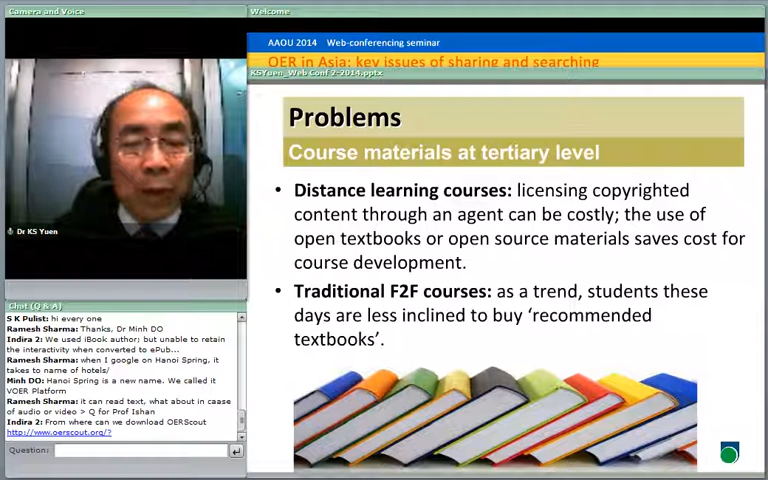 Camera and Voice
Welcome
AAOU 2014 Web-conferencing seminar
OER in Asia: key issues of sharing and searching
KSYuen_Web Conf 2-2014.pptx
Problems
Course materials at tertiary level
• Distance learning courses: licensing copyrighted
content through an agent can be costly; the use of
open textbooks or open source materials saves cost for
course development.
• Traditional F2F courses: as a trend, students these
days are less inclined to buy ‘recommended
textbooks’.
Dr KS Yuen
Chat (Q & A)
S K Pulist: hi every one
Ramesh Sharma: Thanks, Dr Minh DO
Indira 2: We used iBook author; but unable to retain
the interactivity when converted to ePub...
Ramesh Sharma: when I google on Hanoi Spring, it
takes to name of hotels/
Minh DO: Hanoi Spring is a new name. We called it
VOER Platform
Ramesh Sharma: it can read text, what about in caase
of audio or video > Q for Prof Ishan
Indira 2: From where can we download OERScout
http://www.oerscout.org/?
Question: